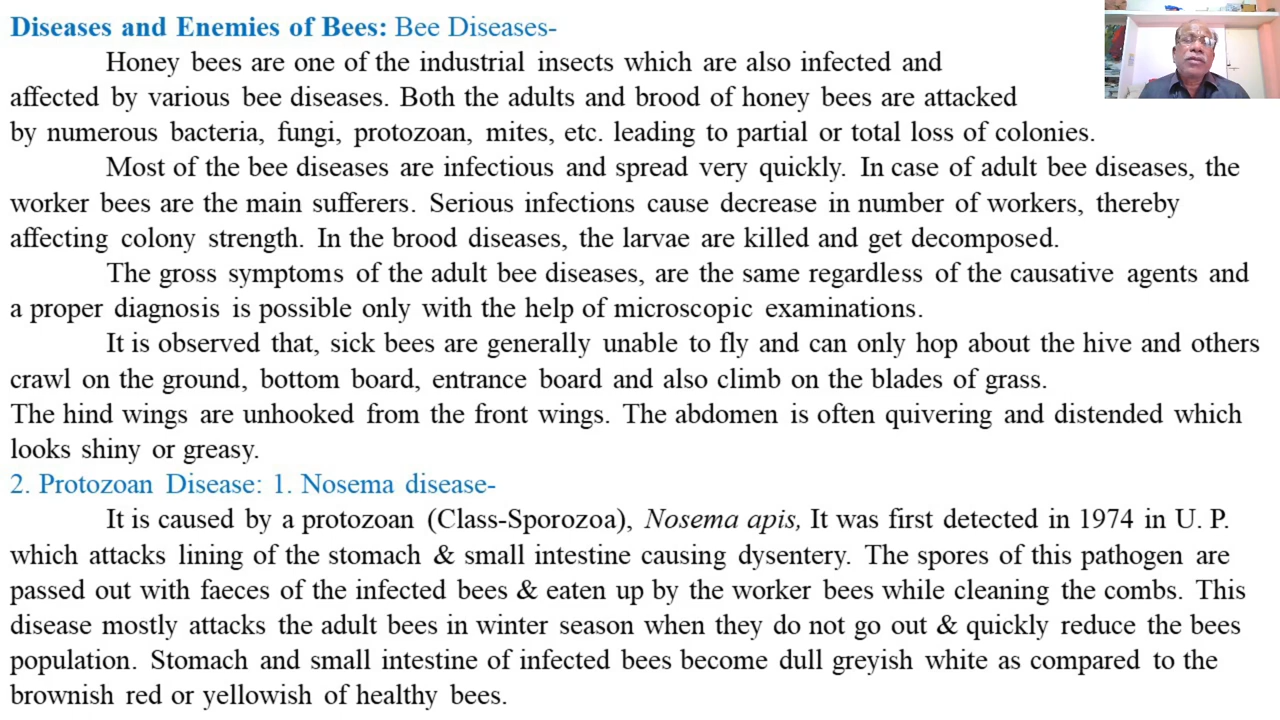 Diseases and Enemies of Bees: Bee Diseases-
Honey bees are one of the industrial insects which are also infected and
affected by various bee diseases. Both the adults and brood of honey bees are attacked
by numerous bacteria, fungi, protozoan, mites, etc. leading to partial or total loss of colonies.
Most of the bee diseases are infectious and spread very quickly. In case of adult bee diseases, the
worker bees are the main sufferers. Serious infections cause decrease in number of workers, thereby
affecting colony strength. In the brood diseases, the larvae are killed and get decomposed.
The gross symptoms of the adult bee diseases, are the same regardless of the causative agents and
a proper diagnosis is possible only with the help of microscopic examinations.
It is observed that, sick bees are generally unable to fly and can only hop about the hive and others
crawl on the ground, bottom board, entrance board and also climb on the blades of grass.
The hind wings are unhooked from the front wings. The abdomen is often quivering and distended which
looks shiny or greasy.
2. Protozoan Disease: 1. Nosema disease-
It is caused by a protozoan (Class-Sporozoa), Nosema apis, It was first detected in 1974 in U. P.
which attacks lining of the stomach & small intestine causing dysentery. The spores of this pathogen are
passed out with faeces of the infected bees & eaten up by the worker bees while cleaning the combs. This
disease mostly attacks the adult bees in winter season when they do not go out & quickly reduce the bees
population. Stomach and small intestine of infected bees become dull greyish white as compared to the
brownish red or yellowish of healthy bees.